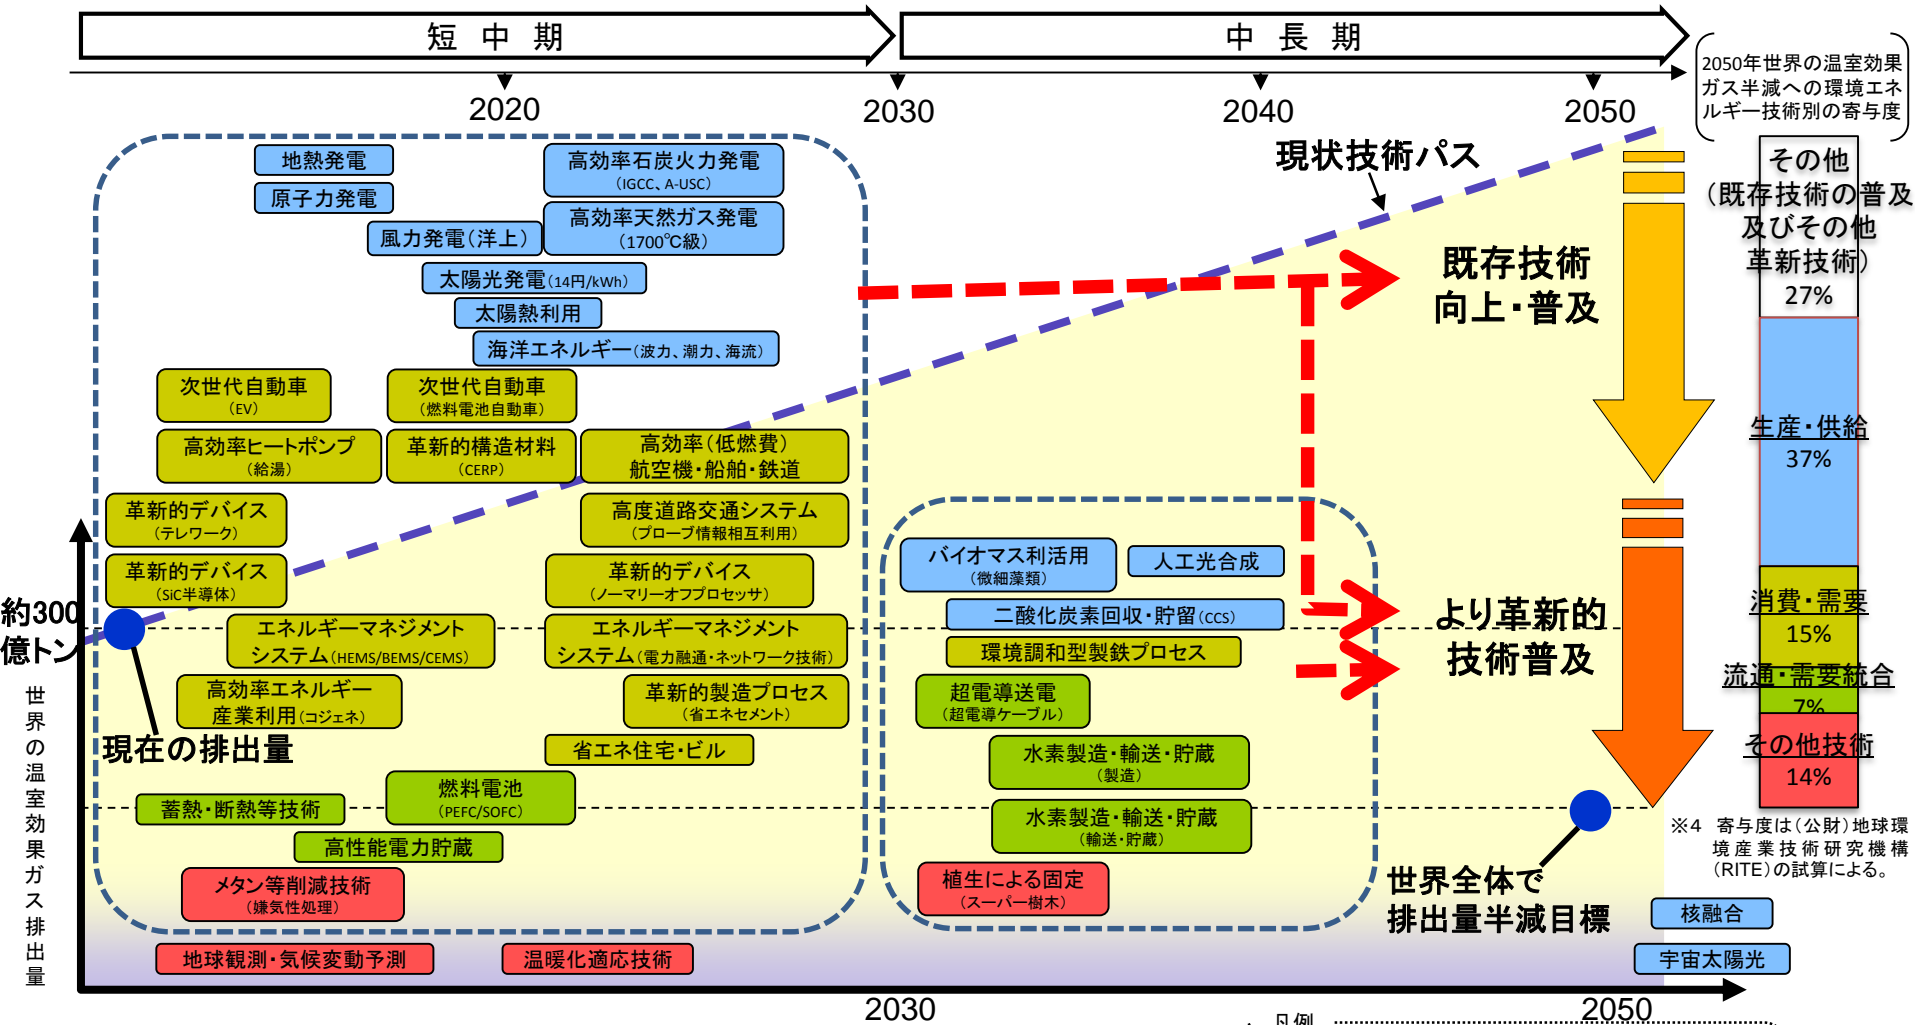 短 中 期
中 長 期
2020
2030
2040
2050
2050年世界の温室効果
ガス半減への環境エネ
ルギー技術別の寄与度
現状技術パス
地熱発電
原子力発電
高効率石炭火力発電
(IGCC、A-USC)
高効率天然ガス発電
(1700℃級)
風力発電(洋上)
太陽光発電(14円/kWh)
太陽熱利用
海洋エネルギー(波力、潮力、海流)
次世代自動車
(EV)
次世代自動車
(燃料電池自動車)
高効率ヒートポンプ
(給湯)
革新的構造材料
(CERP)
高効率(低燃費)
航空機・船舶・鉄道
革新的デバイス
(テレワーク)
高度道路交通システム
(プローブ情報相互利用)
革新的デバイス
(SiC半導体)
革新的デバイス
(ノーマリーオフプロセッサ)
エネルギーマネジメント
システム(HEMS/BEMS/CEMS)
エネルギーマネジメント
システム(電力融通・ネットワーク技術)
高効率エネルギー
産業利用(コジェネ)
革新的製造プロセス
(省エネセメント)
省エネ住宅・ビル
燃料電池
(PEFC/SOFC)
蓄熱・断熱等技術
高性能電力貯蔵
メタン等削減技術
(嫌気性処理)
地球観測・気候変動予測
温暖化適応技術
約300
億トン
現在の排出量
世界の温室効果ガス排出量
既存技術
向上・普及
バイオマス利活用
(微細藻類)
人工光合成
二酸化炭素回収・貯留(CCS)
環境調和型製鉄プロセス
超電導送電
(超電導ケーブル)
水素製造・輸送・貯蔵
(製造)
水素製造・輸送・貯蔵
(輸送・貯蔵)
植生による固定
(スーパー樹木)
より革新的
技術普及
世界全体で
排出量半減目標
その他
(既存技術の普及
及びその他
革新技術)
27%
生産・供給
37%
消費・需要
15%
流通・需要統合
7%
その他技術
14%
※4 寄与度は(公財)地球環
境産業技術研究機構
(RITE)の試算による。
核融合
宇宙太陽光
2030
2050
凡例